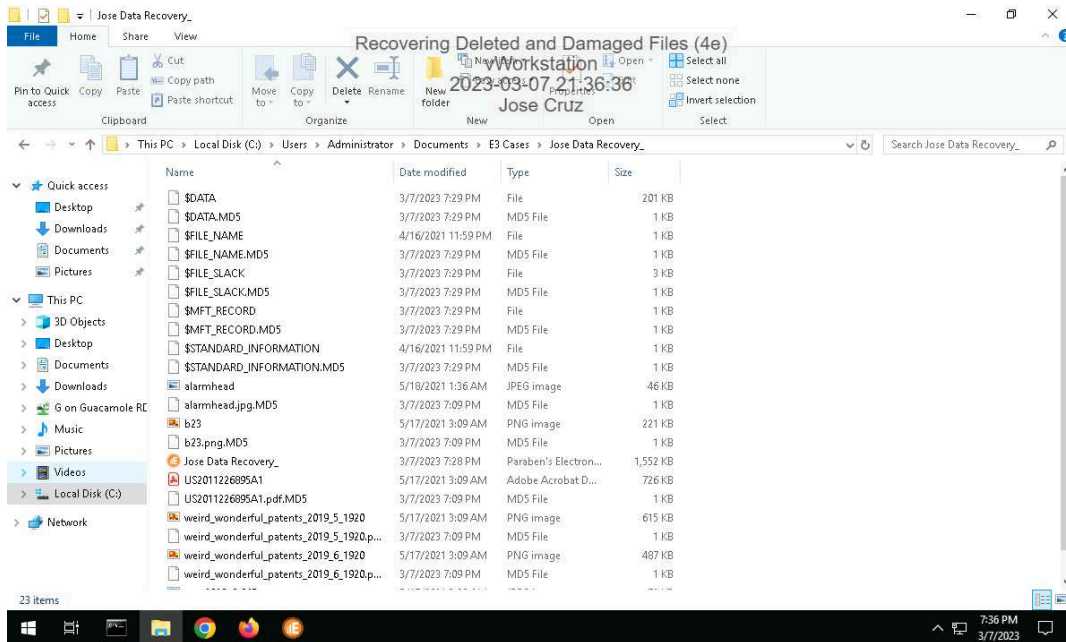 Jose Data Recovery_
File Home Share View
Recovering Deleted and Damaged Files (4e)
vWorkstation
2023-03-07 21:36:36
Jose Cruz
Pin to Quick access
Copy
Paste
Cut
Copy path
Paste shortcut
Move to
Copy to
Delete
Rename
New folder
Open
Select all
Select none
Invert selection
Clipboard Organize New Open Select
This PC > Local Disk (C:) > Users > Administrator > Documents > E3 Cases > Jose Data Recovery_
Search Jose Data Recovery_
Quick access
Desktop
Downloads
Documents
Pictures
This PC
3D Objects
Desktop
Documents
Downloads
G on Guacamole RD
Music
Pictures
Videos
Local Disk (C:)
Network
Name Date modified Type Size
$DATA 3/7/2023 7:29 PM File 201 KB
$DATA.MD5 3/7/2023 7:29 PM MD5 File 1 KB
$FILE_NAME 4/16/2021 11:59 PM File 1 KB
$FILE_NAME.MD5 3/7/2023 7:29 PM MD5 File 1 KB
$FILE_SLACK 3/7/2023 7:29 PM File 3 KB
$FILE_SLACK.MD5 3/7/2023 7:29 PM MD5 File 1 KB
$MFT_RECORD 3/7/2023 7:29 PM File 1 KB
$MFT_RECORD.MD5 3/7/2023 7:29 PM MD5 File 1 KB
$STANDARD_INFORMATION 4/16/2021 11:59 PM File 1 KB
$STANDARD_INFORMATION.MD5 3/7/2023 7:29 PM MD5 File 1 KB
alarmhead 5/18/2021 1:36 AM JPEG image 46 KB
alarmhead.jpg.MD5 3/7/2023 7:09 PM MD5 File 1 KB
b23 5/17/2021 3:09 AM PNG image 221 KB
b23.png.MD5 3/7/2023 7:09 PM MD5 File 1 KB
Jose Data Recovery_ 3/7/2023 7:28 PM Paraben's Electron... 1,552 KB
US2011226895A1 5/17/2021 3:09 AM Adobe Acrobat D... 726 KB
US2011226895A1.pdf.MD5 3/7/2023 7:09 PM MD5 File 1 KB
weird_wonderful_patents_2019_5_1920 5/17/2021 3:09 AM PNG image 615 KB
weird_wonderful_patents_2019_5_1920.p... 3/7/2023 7:09 PM MD5 File 1 KB
weird_wonderful_patents_2019_6_1920 5/17/2021 3:09 AM PNG image 487 KB
weird_wonderful_patents_2019_6_1920.p... 3/7/2023 7:09 PM MD5 File 1 KB
23 items
7:36 PM
3/7/2023